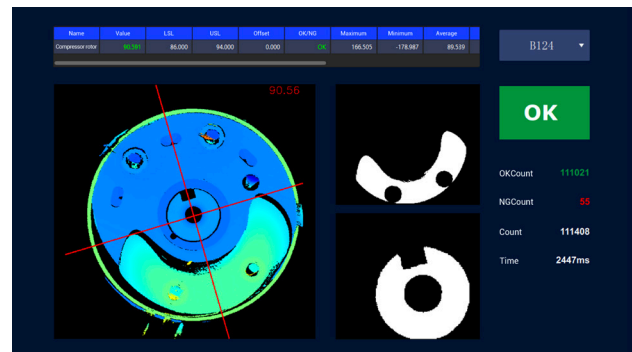 Name Value LSL USL Offset OK/NG Maximum Minimum Average
Compressor rotor 90.591 86.000 94.000 0.000 OK 166.505 -178.987 89.539
B124
90.56
OK
OKCount 111021
NGCount 55
Count 111408
Time 2447ms